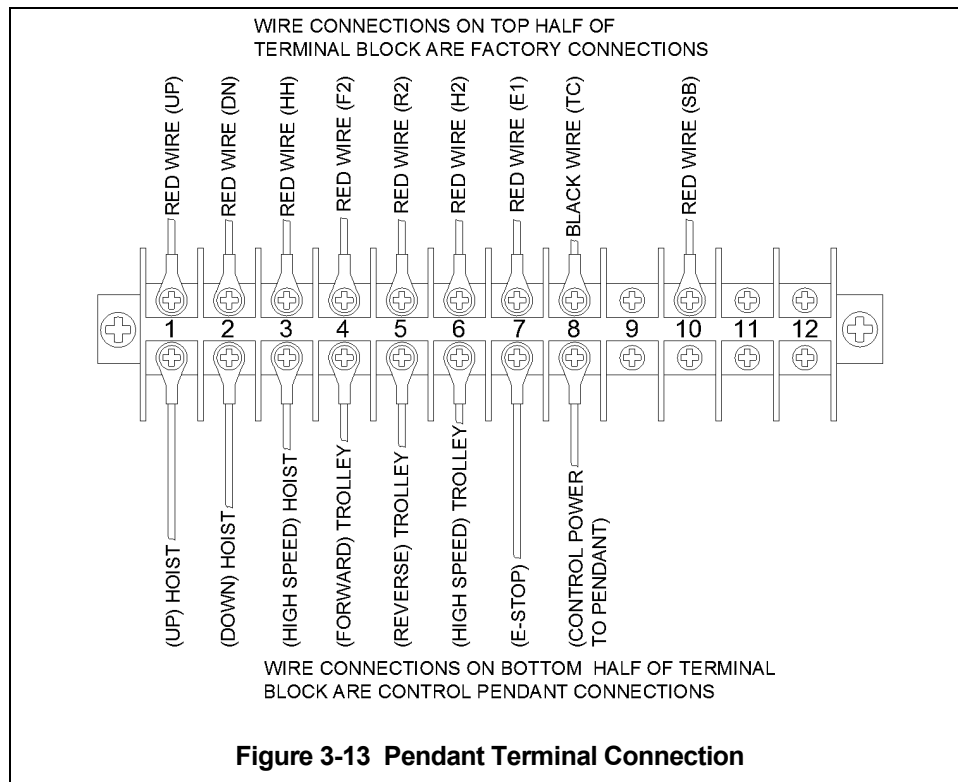 WIRE CONNECTIONS ON TOP HALF OF
TERMINAL BLOCK ARE FACTORY CONNECTIONS
RED WIRE (UP)
RED WIRE (DN)
RED WIRE (HH)
RED WIRE (F2)
RED WIRE (R2)
RED WIRE (H2)
RED WIRE (E1)
BLACK WIRE (TC)
RED WIRE (SB)
1 2 3 4 5 6 7 8 9 10 11 12
(UP) HOIST
(DOWN) HOIST
(HIGH SPEED) HOIST
(FORWARD) TROLLEY
(REVERSE) TROLLEY
(HIGH SPEED) TROLLEY
(E-STOP)
(CONTROL POWER
TO PENDANT)
WIRE CONNECTIONS ON BOTTOM HALF OF TERMINAL
BLOCK ARE CONTROL PENDANT CONNECTIONS
Figure 3-13 Pendant Terminal Connection